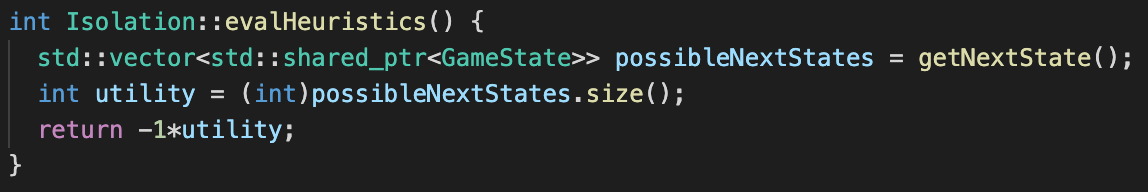 int Isolation::evalHeuristics() {
  std::vector<std::shared_ptr<GameState>> possibleNextStates = getNextState();
  int utility = (int)possibleNextStates.size();
  return -1*utility;
}